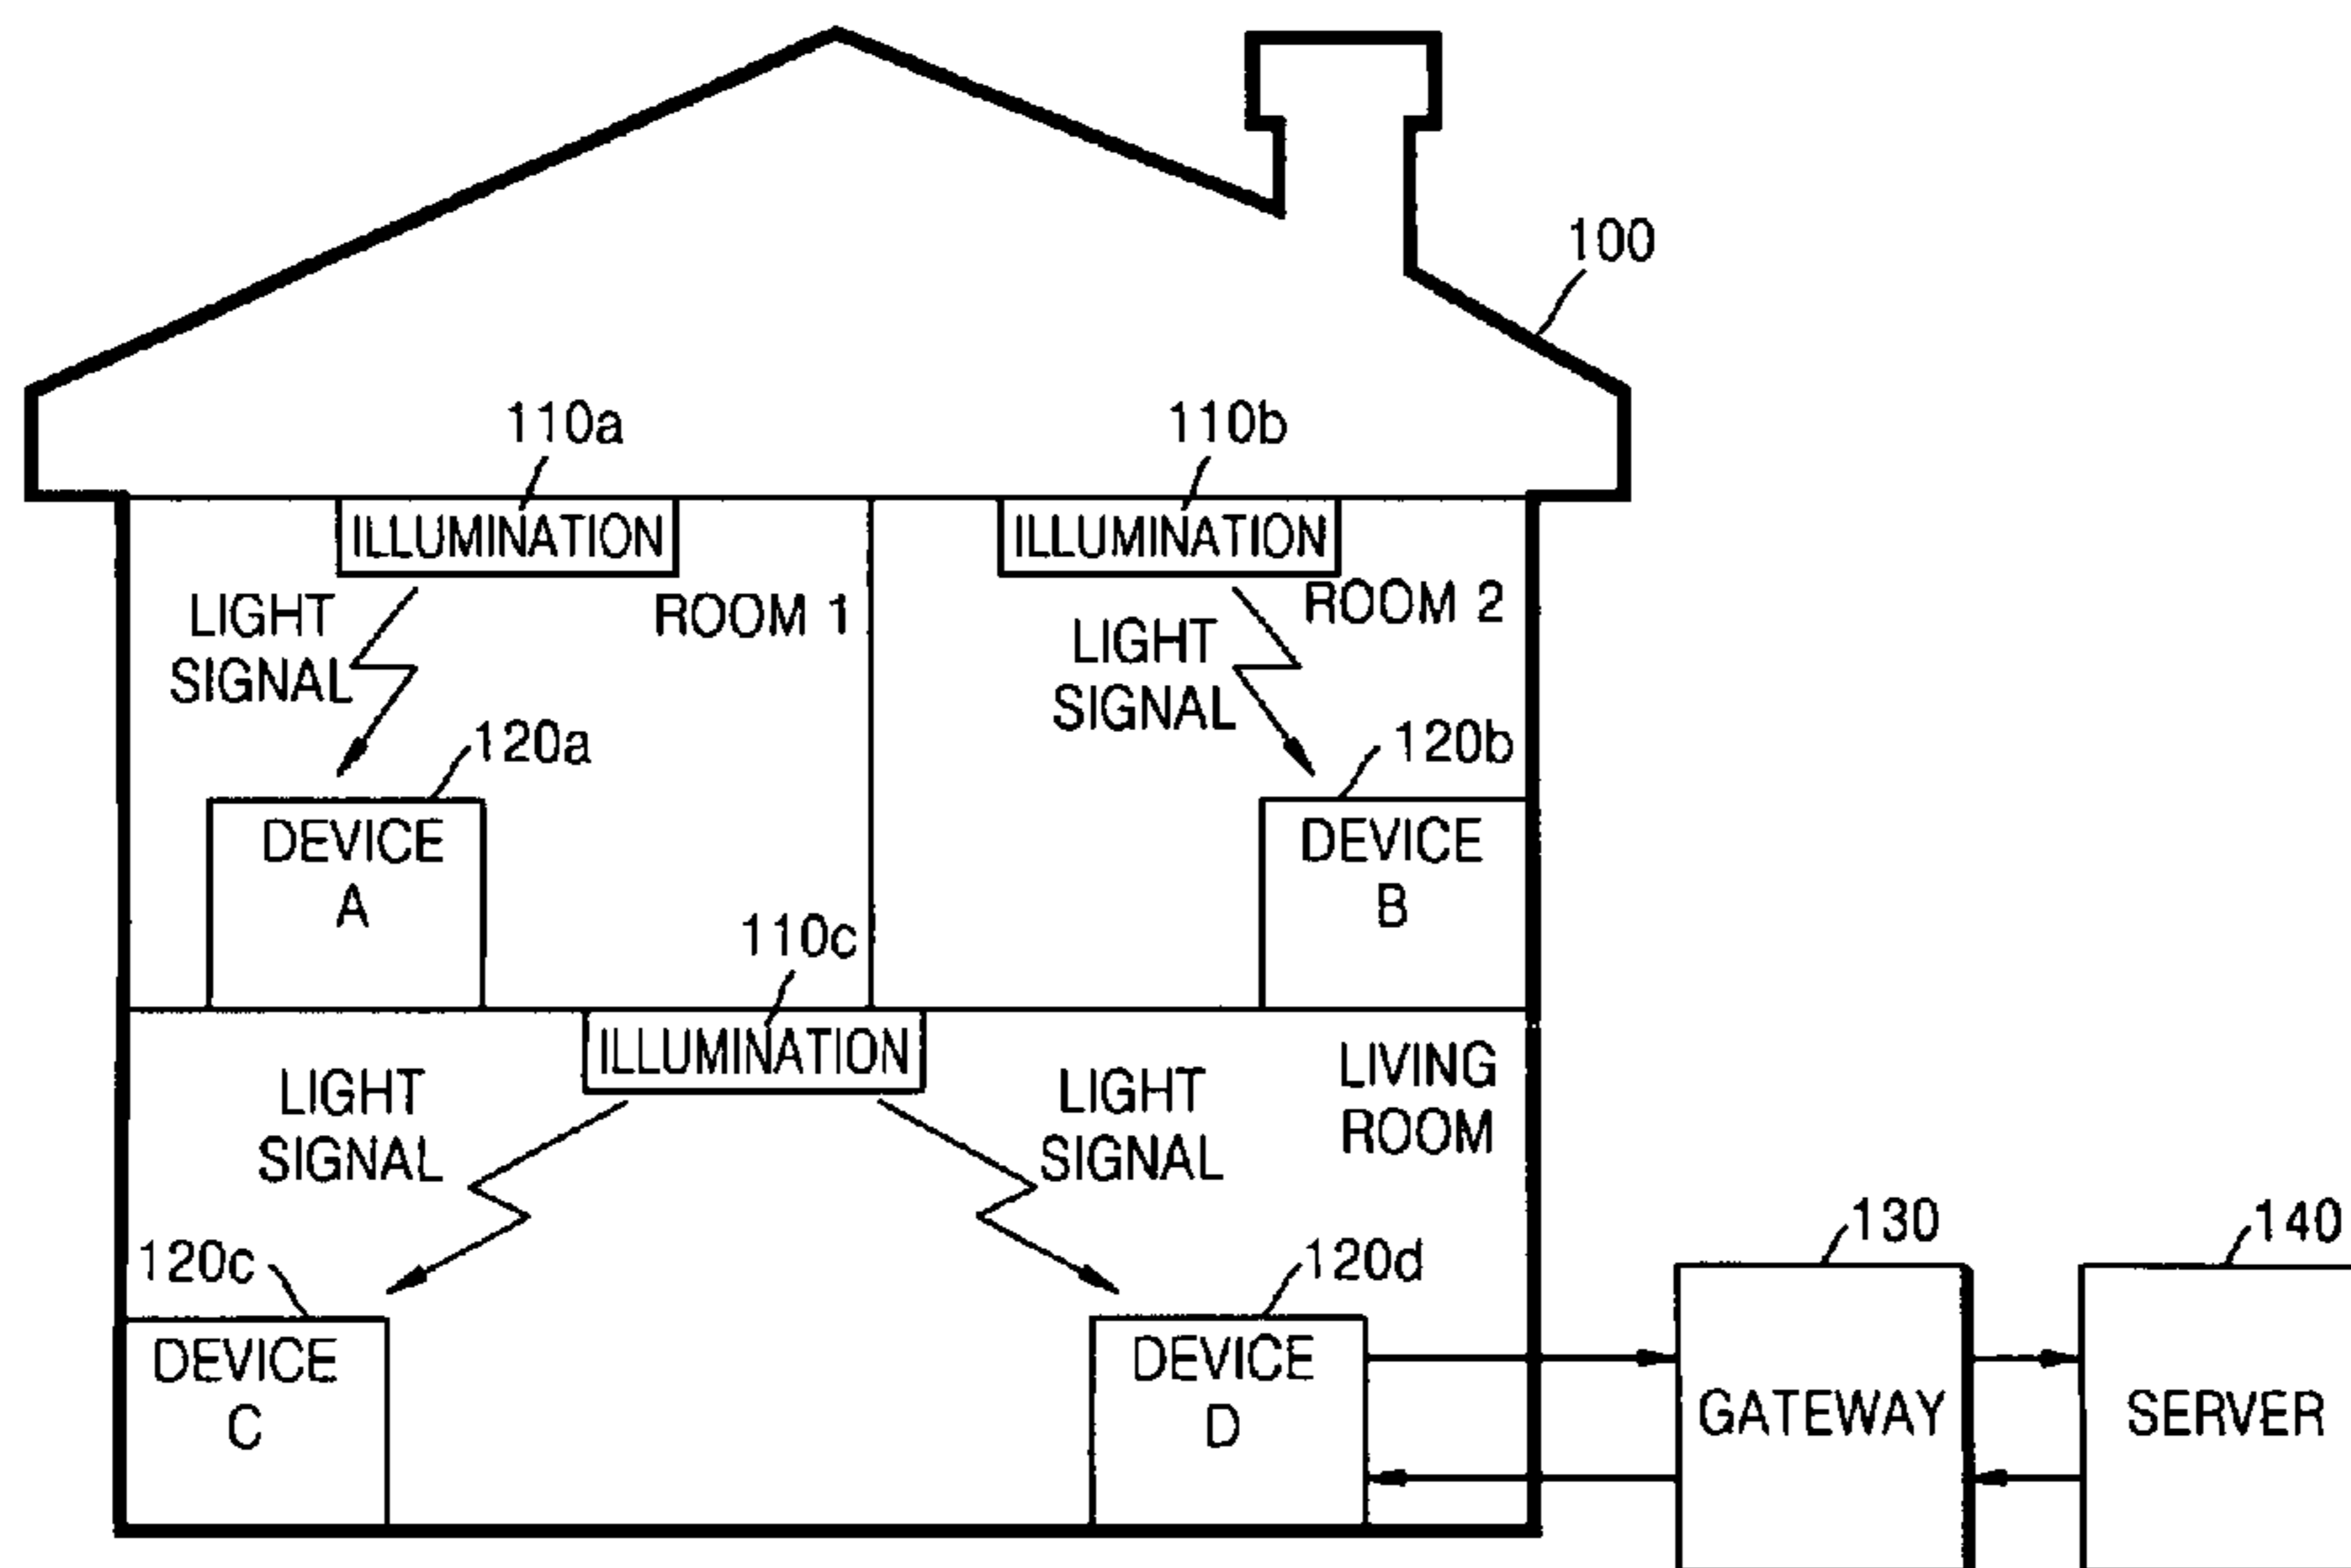 100
110a
110b
ILLUMINATION
ILLUMINATION
LIGHT
SIGNAL
ROOM 1
LIGHT
SIGNAL
ROOM 2
120a
120b
DEVICE
A
DEVICE
B
110c
ILLUMINATION
LIGHT
SIGNAL
LIGHT
SIGNAL
LIVING
ROOM
120c
120d
130
140
DEVICE
C
DEVICE
D
GATEWAY
SERVER